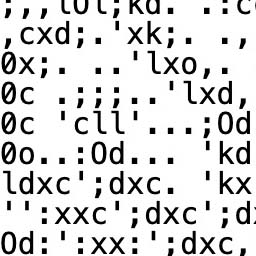 ;,,lOl;kd. .:c
,cxd;.'xk;. .,
0x;. ..'lxo,.
0c .;;;..'lxd,
0c 'cll'...;Od
0o..:Od... 'kd
ldxc';dxc. 'kx
'':xxc';dxc';dx
Od:':xx:';dxc,